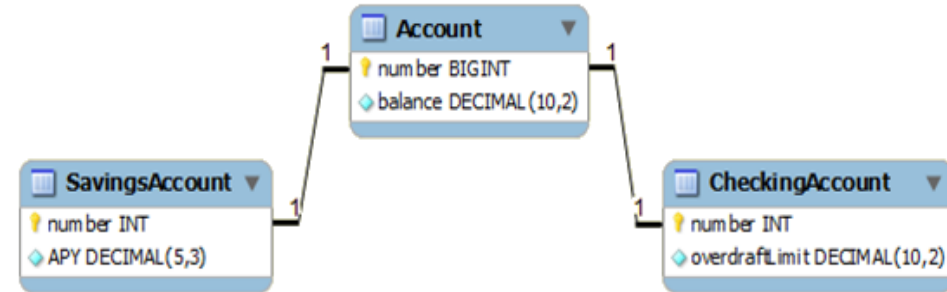 Account
number BIGINT
balance DECIMAL(10,2)
1
1
SavingsAccount
number INT
APY DECIMAL(5,3)
1
1
CheckingAccount
number INT
overdraftLimit DECIMAL(10,2)